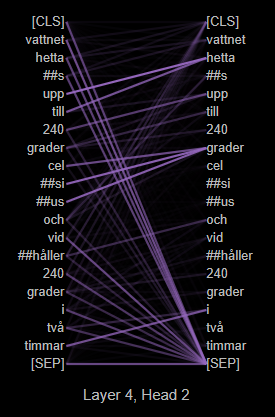 [CLS] [CLS]
vattnet vattnet
hetta hetta
##s ##s
upp upp
till till
240 240
grader grader
cel cel
##si ##si
##us ##us
och och
vid vid
##håller ##håller
240 240
grader grader
i i
två två
timmar timmar
[SEP] [SEP]
Layer 4, Head 2